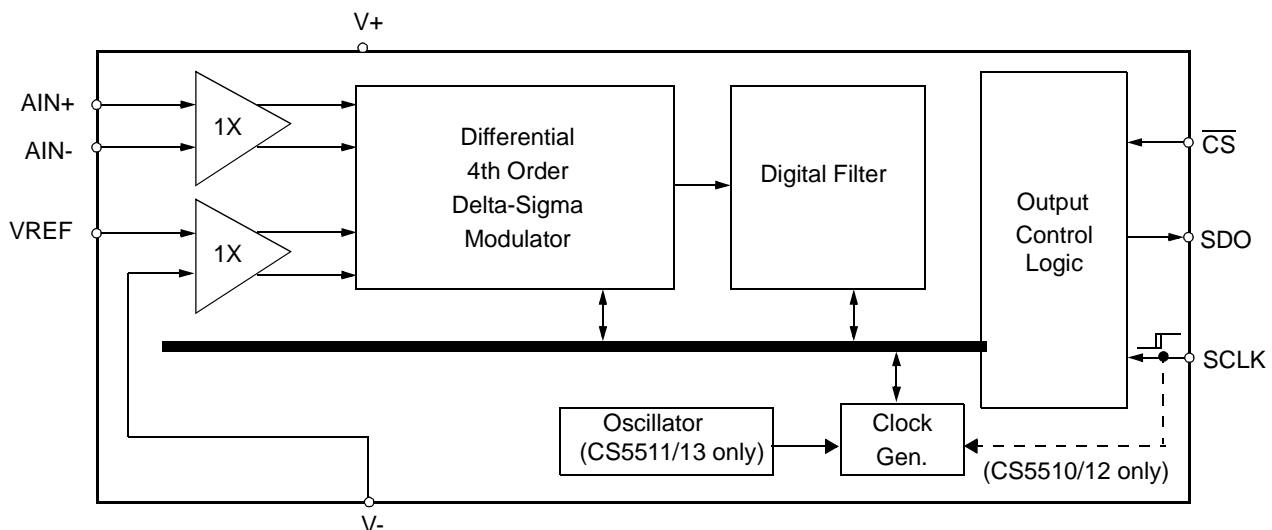 V+
AIN+
AIN-
VREF
1X
1X
Differential
4th Order
Delta-Sigma
Modulator
Digital Filter
Output
Control
Logic
CS
SDO
SCLK
Oscillator
(CS5511/13 only)
Clock
Gen.
(CS5510/12 only)
V-